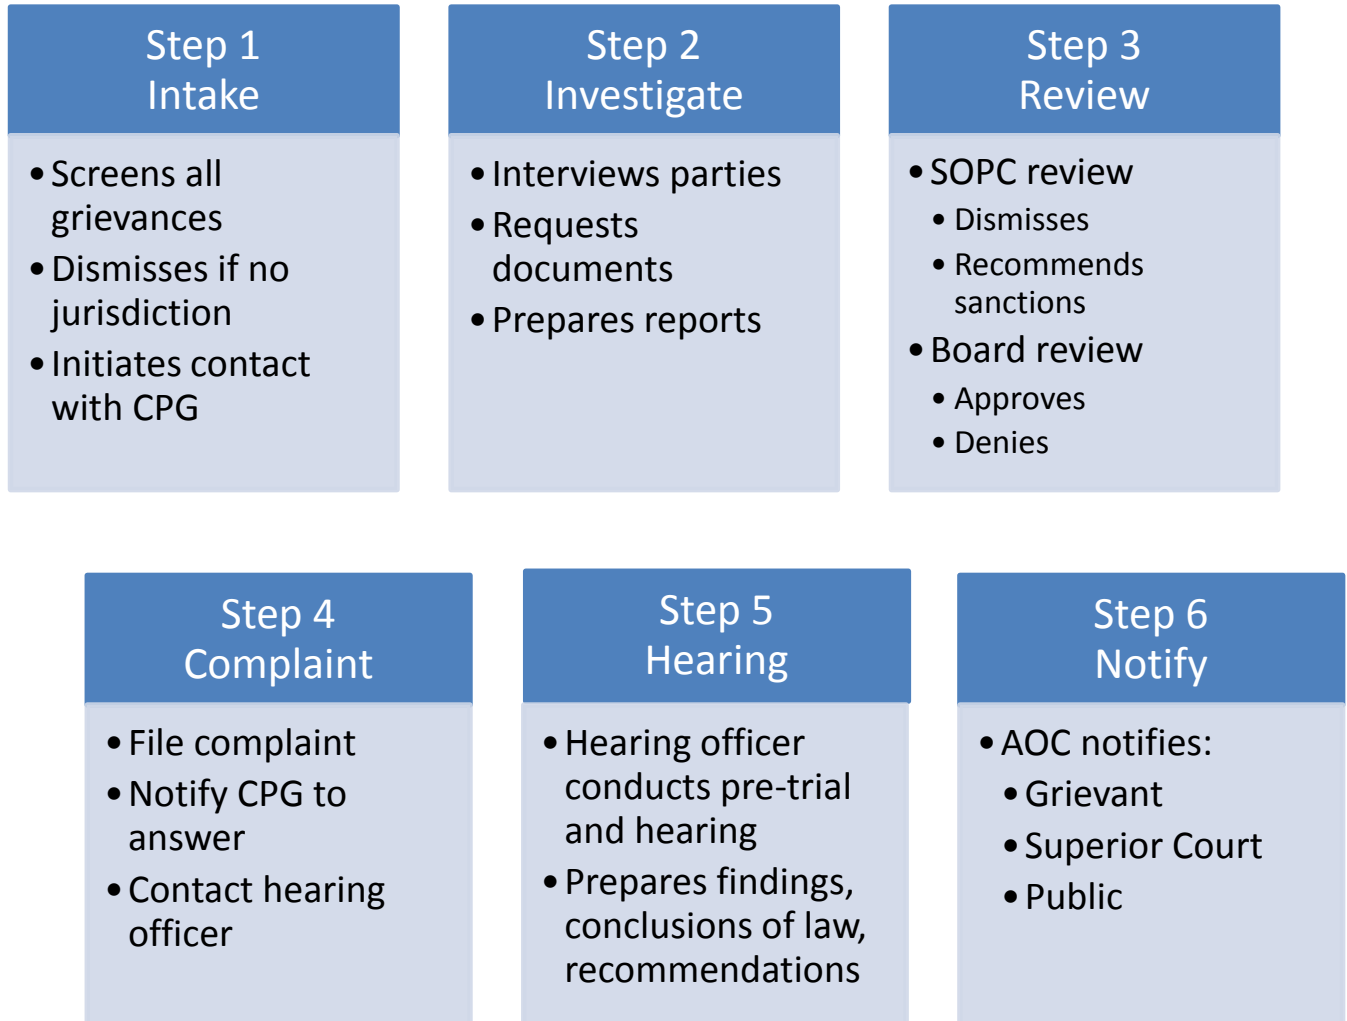 Step 1
Intake
• Screens all
grievances
• Dismisses if no
jurisdiction
• Initiates contact
with CPG
Step 2
Investigate
• Interviews parties
• Requests
documents
• Prepares reports
Step 3
Review
• SOPC review
• Dismisses
• Recommends
sanctions
• Board review
• Approves
• Denies
Step 4
Complaint
• File complaint
• Notify CPG to
answer
• Contact hearing
officer
Step 5
Hearing
• Hearing officer
conducts pre-trial
and hearing
• Prepares findings,
conclusions of law,
recommendations
Step 6
Notify
• AOC notifies:
• Grievant
• Superior Court
• Public